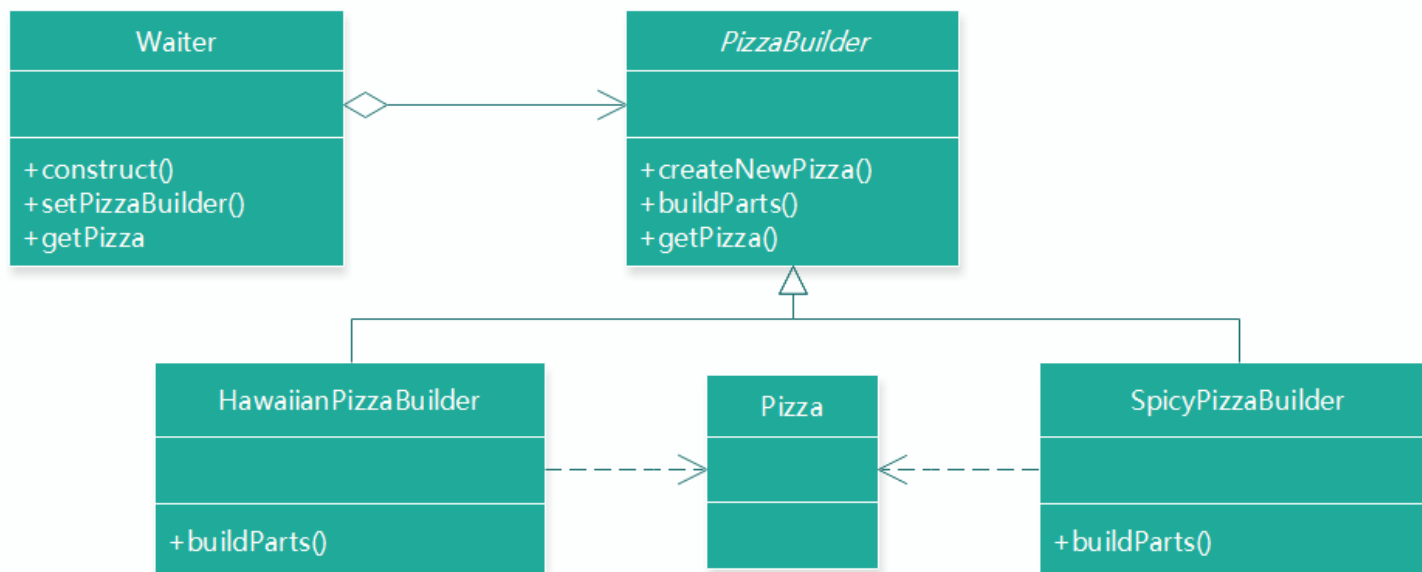 Waiter
+construct()
+setPizzaBuilder()
+getPizza
PizzaBuilder
+createNewPizza()
+buildParts()
+getPizza()
HawaiianPizzaBuilder
+buildParts()
Pizza
SpicyPizzaBuilder
+buildParts()